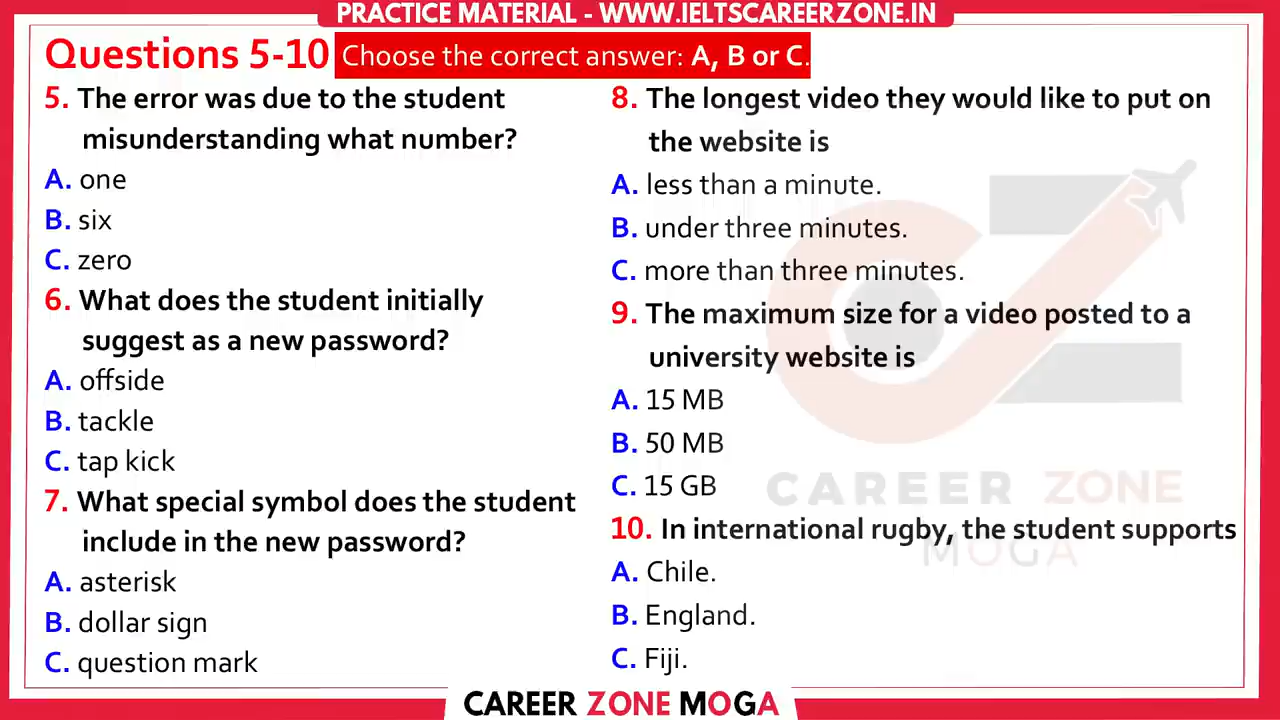 PRACTICE MATERIAL - WWW.IELTSCAREERZONE.IN
Questions 5-10 Choose the correct answer: A, B or C.
5. The error was due to the student
misunderstanding what number?
A. one
B. six
C. zero
6. What does the student initially
suggest as a new password?
A. offside
B. tackle
C. tap kick
7. What special symbol does the student
include in the new password?
A. asterisk
B. dollar sign
C. question mark
8. The longest video they would like to put on
the website is
A. less than a minute.
B. under three minutes.
C. more than three minutes.
9. The maximum size for a video posted to a
university website is
A. 15 MB
B. 50 MB
C. 15 GB
10. In international rugby, the student supports
A. Chile.
B. England.
C. Fiji.
CAREER ZONE
MOGA
CAREER ZONE MOGA